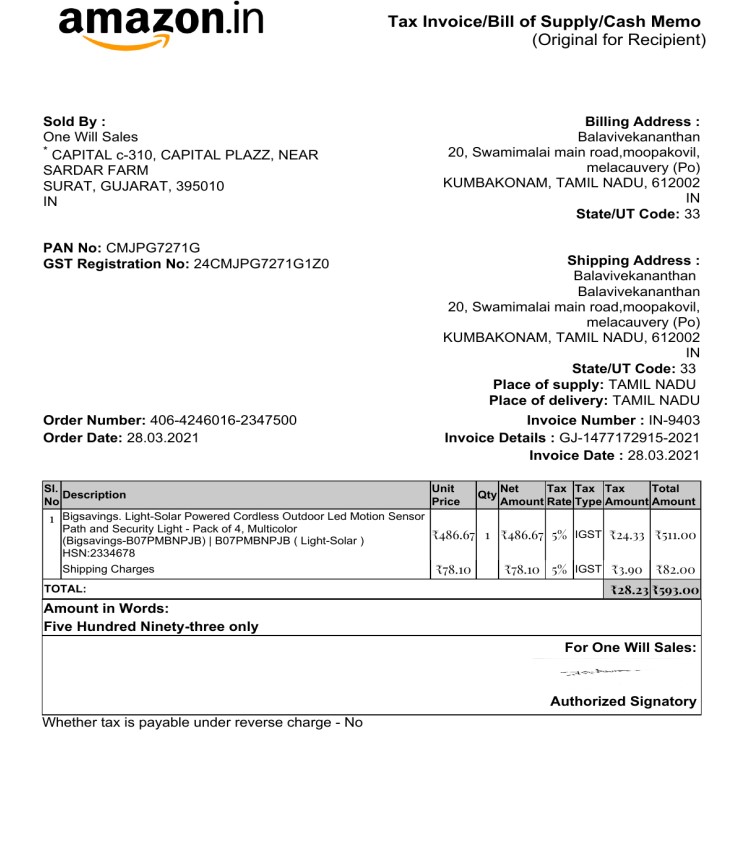 amazon.in
Tax Invoice/Bill of Supply/Cash Memo
(Original for Recipient)
Sold By :
One Will Sales
* CAPITAL c-310, CAPITAL PLAZZ, NEAR
SARDAR FARM
SURAT, GUJARAT, 395010
IN
Billing Address :
Balavivekananthan
20, Swamimalai main road,moopakovil,
melacauvery (Po)
KUMBAKONAM, TAMIL NADU, 612002
IN
State/UT Code: 33
PAN No: CMJPG7271G
GST Registration No: 24CMJPG7271G1Z0
Shipping Address :
Balavivekananthan
Balavivekananthan
20, Swamimalai main road,moopakovil,
melacauvery (Po)
KUMBAKONAM, TAMIL NADU, 612002
IN
State/UT Code: 33
Place of supply: TAMIL NADU
Place of delivery: TAMIL NADU
Order Number: 406-4246016-2347500
Order Date: 28.03.2021
Invoice Number : IN-9403
Invoice Details : GJ-1477172915-2021
Invoice Date : 28.03.2021
Sl. No Description Unit Price Qty Net Amount Tax Rate Tax Type Tax Amount Total Amount
1 Bigsavings. Light-Solar Powered Cordless Outdoor Led Motion Sensor
Path and Security Light - Pack of 4, Multicolor
(Bigsavings-B07PMBNPJB) | B07PMBNPJB ( Light-Solar )
HSN:2334678
₹486.67 1 ₹486.67 5% IGST ₹24.33 ₹511.00
Shipping Charges ₹78.10 ₹78.10 5% IGST ₹3.90 ₹82.00
TOTAL: ₹28.23 ₹593.00
Amount in Words:
Five Hundred Ninety-three only
For One Will Sales:
Authorized Signatory
Whether tax is payable under reverse charge - No